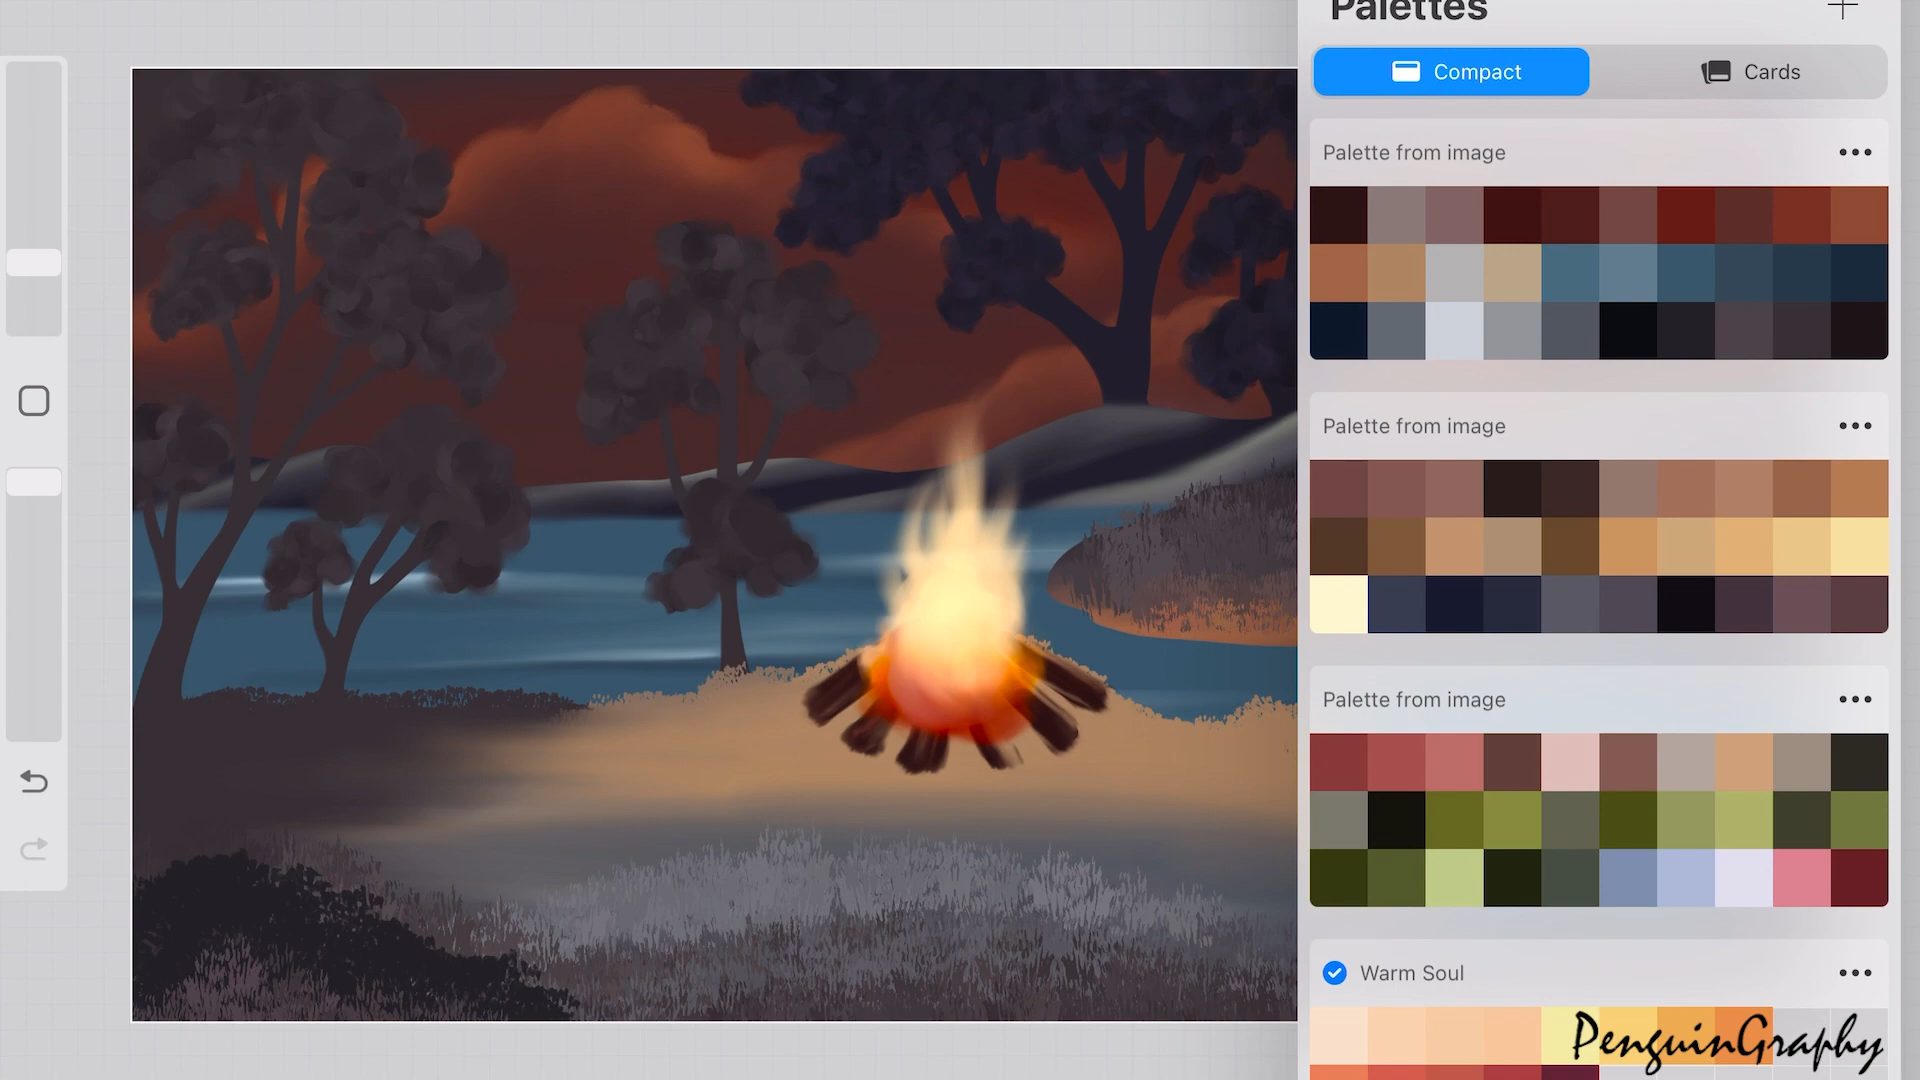 Palettes
Compact
Cards
Palette from image
Palette from image
Palette from image
Warm Soul
PenguinGraphy